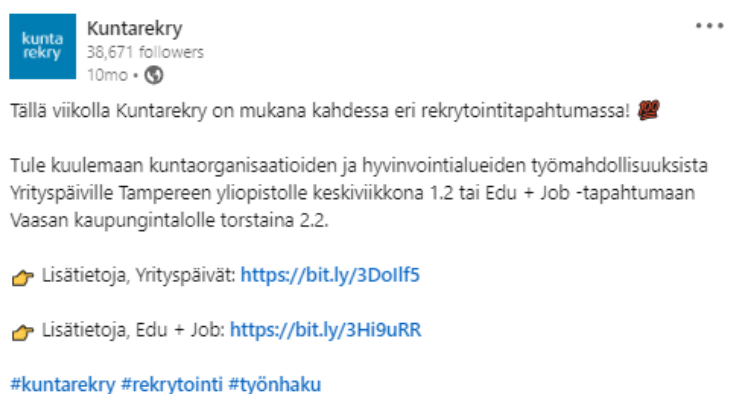 kunta
rekry
Kuntarekry
38,671 followers
10mo •
Tällä viikolla Kuntarekry on mukana kahdessa eri rekrytointitapahtumassa! 💯
Tule kuulemaan kuntaorganisaatioiden ja hyvinvointialueiden työmahdollisuuksista
Yrityspäiville Tampereen yliopistolle keskiviikkona 1.2 tai Edu + Job -tapahtumaan
Vaasan kaupungintalolle torstaina 2.2.
👉 Lisätietoja, Yrityspäivät: https://bit.ly/3DoIlf5
👉 Lisätietoja, Edu + Job: https://bit.ly/3Hi9uRR
#kuntarekry #rekrytointi #työnhaku